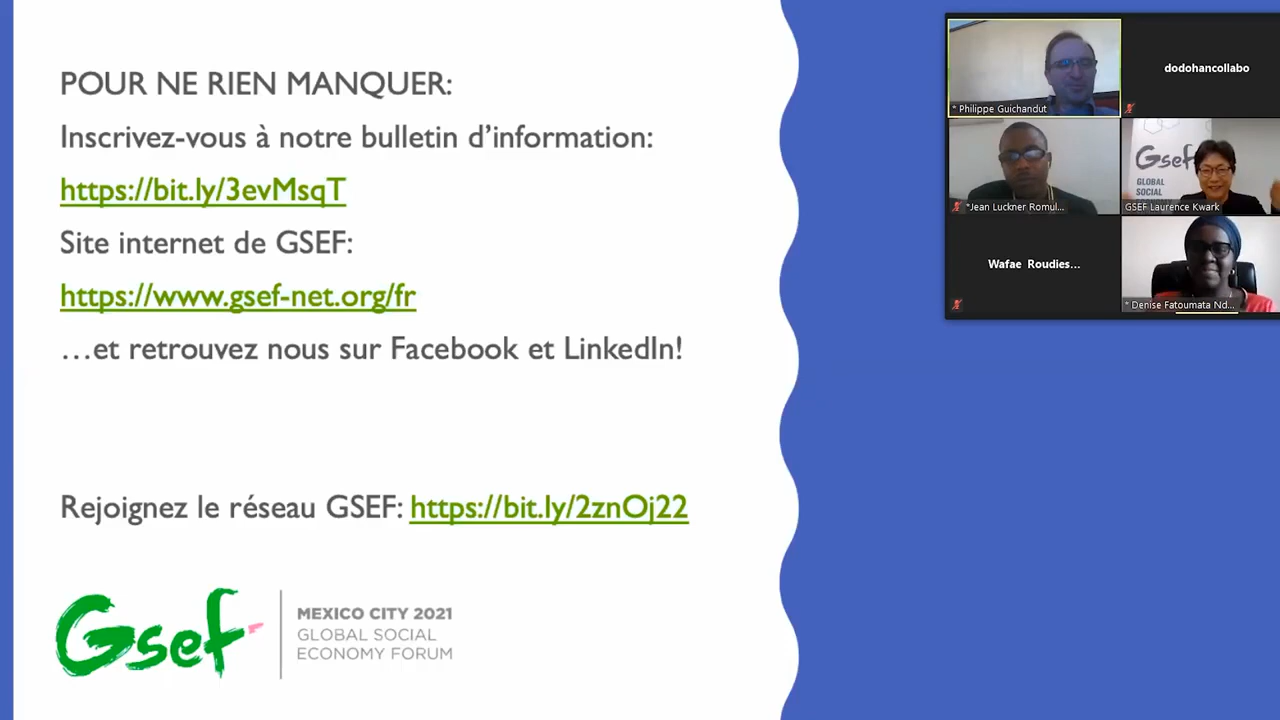 POUR NE RIEN MANQUER:
Inscrivez-vous à notre bulletin d’information:
https://bit.ly/3evMsqT
Site internet de GSEF:
https://www.gsef-net.org/fr
…et retrouvez nous sur Facebook et LinkedIn!
Rejoignez le réseau GSEF: https://bit.ly/2znOj22
Gsef
MEXICO CITY 2021
GLOBAL SOCIAL
ECONOMY FORUM
* Philippe Guichandut
dodohancollabo
*Jean Luckner Romul...
Gsef
GLOBAL
SOCIAL
GSEF Laurence Kwark
Wafae Roudies...
* Denise Fatoumata Nd...